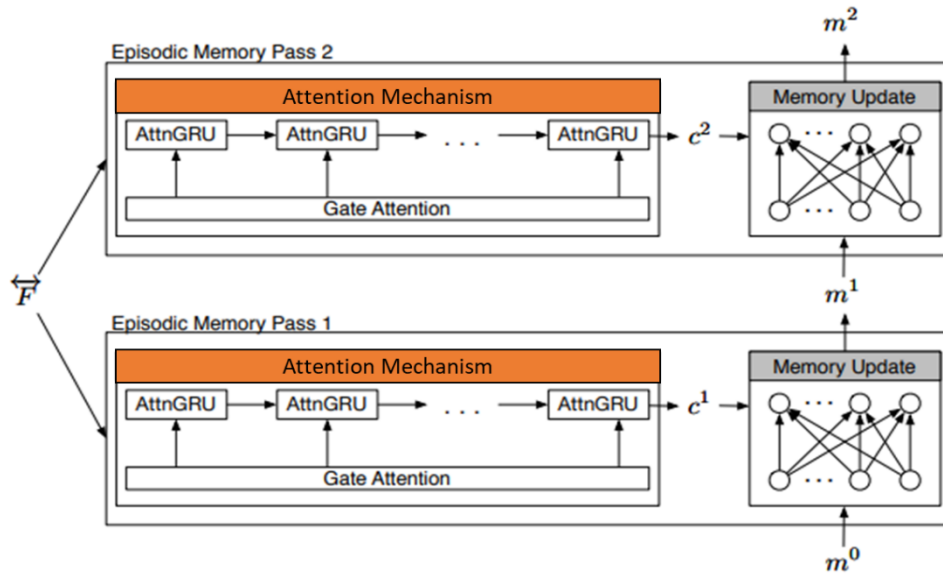 m²
Episodic Memory Pass 2
Attention Mechanism
Memory Update
AttnGRU AttnGRU . . . AttnGRU c² . . .
Gate Attention
. . .
F
m¹
Episodic Memory Pass 1
Attention Mechanism
Memory Update
AttnGRU AttnGRU . . . AttnGRU c¹ . . .
Gate Attention
. . .
m⁰